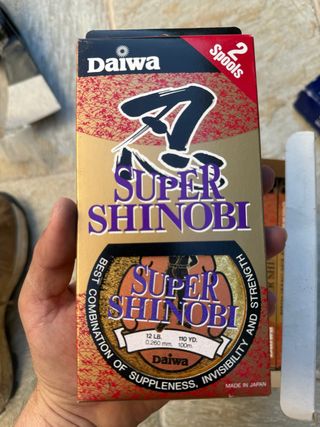 Daiwa
2 Spools
忍
SUPER
SHINOBI
SUPER
SHINOBI
12 LB. 110 YD.
0.260 mm. 100m.
Daiwa
BEST COMBINATION OF SUPPLENESS, INVISIBILITY AND STRENGTH
MADE IN JAPAN